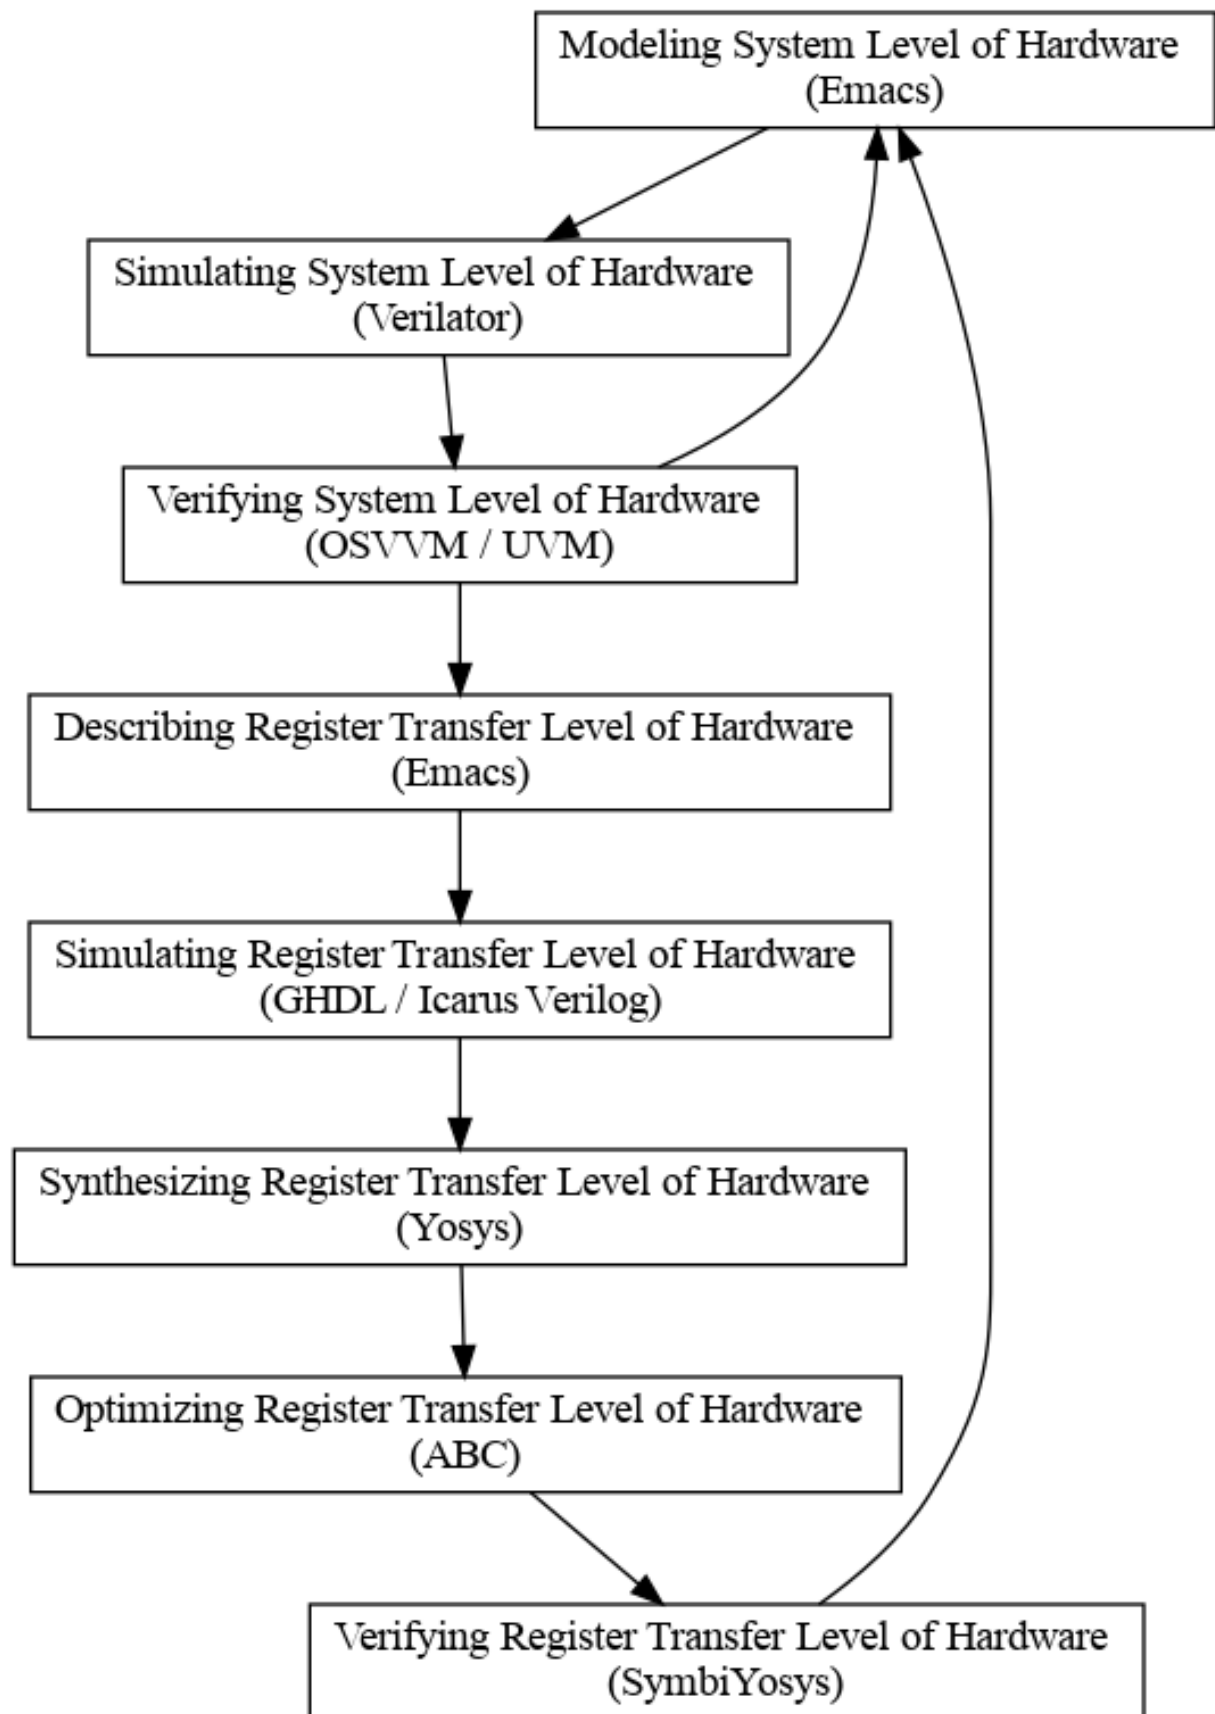 Modeling System Level of Hardware
(Emacs)
Simulating System Level of Hardware
(Verilator)
Verifying System Level of Hardware
(OSVVM / UVM)
Describing Register Transfer Level of Hardware
(Emacs)
Simulating Register Transfer Level of Hardware
(GHDL / Icarus Verilog)
Synthesizing Register Transfer Level of Hardware
(Yosys)
Optimizing Register Transfer Level of Hardware
(ABC)
Verifying Register Transfer Level of Hardware
(SymbiYosys)